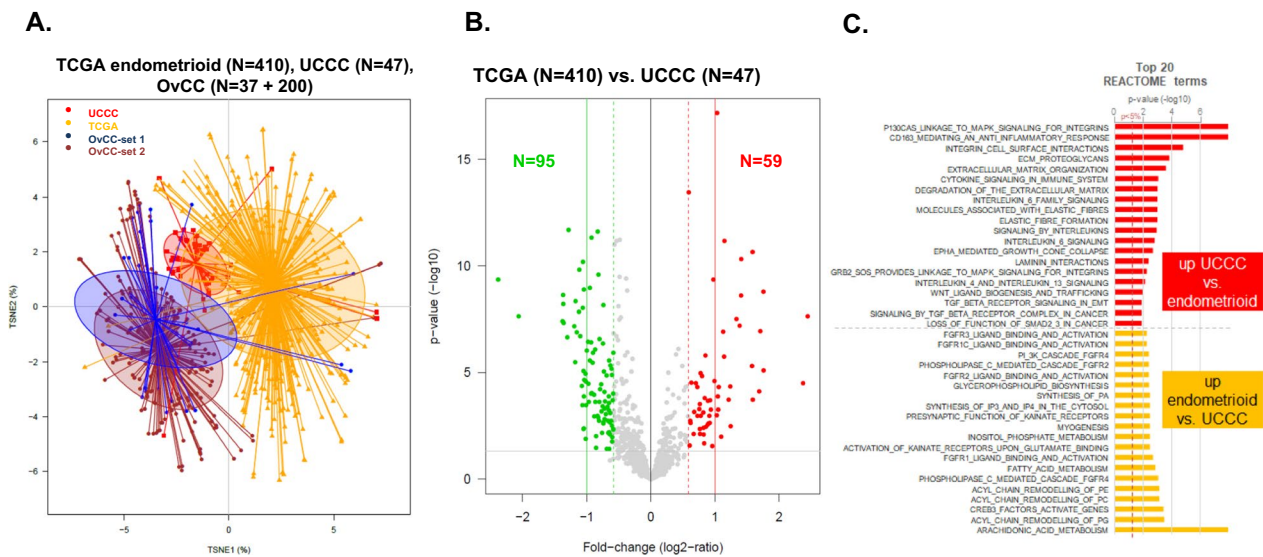 A.
TCGA endometrioid (N=410), UCCC (N=47),
OvCC (N=37 + 200)
UCCC
TCGA
OvCC-set 1
OvCC-set 2
6
4
2
0
−2
−4
−6
TSNE2 (%)
−5
0
5
TSNE1 (%)
B.
TCGA (N=410) vs. UCCC (N=47)
N=95
N=59
15
10
5
0
p−value (−log10)
−2
−1
0
1
2
Fold−change (log2−ratio)
C.
Top 20
REACTOME terms
p-value (-log10)
0 2 4 6
p<5%
P130CAS_LINKAGE_TO_MAPK_SIGNALING_FOR_INTEGRINS
CD163_MEDIATING_AN_ANTI_INFLAMMATORY_RESPONSE
INTEGRIN_CELL_SURFACE_INTERACTIONS
ECM_PROTEOGLYCANS
EXTRACELLULAR_MATRIX_ORGANIZATION
CYTOKINE_SIGNALING_IN_IMMUNE_SYSTEM
DEGRADATION_OF_THE_EXTRACELLULAR_MATRIX
INTERLEUKIN_6_FAMILY_SIGNALING
MOLECULES_ASSOCIATED_WITH_ELASTIC_FIBRES
ELASTIC_FIBRE_FORMATION
SIGNALING_BY_INTERLEUKINS
INTERLEUKIN_6_SIGNALING
EPHA_MEDIATED_GROWTH_CONE_COLLAPSE
LAMININ_INTERACTIONS
GRB2_SOS_PROVIDES_LINKAGE_TO_MAPK_SIGNALING_FOR_INTEGRINS
INTERLEUKIN_4_AND_INTERLEUKIN_13_SIGNALING
WNT_LIGAND_BIOGENESIS_AND_TRAFFICKING
TGF_BETA_RECEPTOR_SIGNALING_IN_EMT
SIGNALING_BY_TGF_BETA_RECEPTOR_COMPLEX_IN_CANCER
LOSS_OF_FUNCTION_OF_SMAD2_3_IN_CANCER
FGFR3_LIGAND_BINDING_AND_ACTIVATION
FGFR1C_LIGAND_BINDING_AND_ACTIVATION
PI_3K_CASCADE_FGFR4
PHOSPHOLIPASE_C_MEDIATED_CASCADE_FGFR2
FGFR2_LIGAND_BINDING_AND_ACTIVATION
GLYCEROPHOSPHOLIPID_BIOSYNTHESIS
SYNTHESIS_OF_PA
SYNTHESIS_OF_IP3_AND_IP4_IN_THE_CYTOSOL
PRESYNAPTIC_FUNCTION_OF_KAINATE_RECEPTORS
MYOGENESIS
INOSITOL_PHOSPHATE_METABOLISM
ACTIVATION_OF_KAINATE_RECEPTORS_UPON_GLUTAMATE_BINDING
FGFR1_LIGAND_BINDING_AND_ACTIVATION
FATTY_ACID_METABOLISM
PHOSPHOLIPASE_C_MEDIATED_CASCADE_FGFR4
ACYL_CHAIN_REMODELLING_OF_PE
ACYL_CHAIN_REMODELLING_OF_PC
CREB3_FACTORS_ACTIVATE_GENES
ACYL_CHAIN_REMODELLING_OF_PG
ARACHIDONIC_ACID_METABOLISM
up UCCC
vs.
endometrioid
up
endometrioid
vs. UCCC